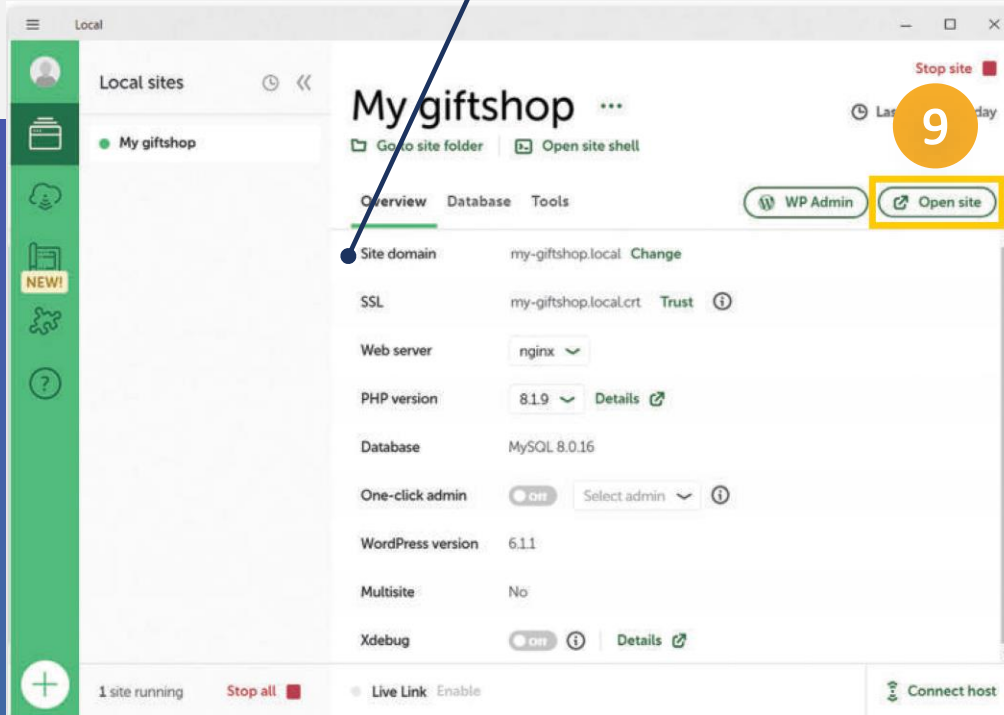 Local
Local sites
My giftshop
1 site running Stop all
NEW!
My giftshop
Stop site
day
9
Go to site folder Open site shell
Overview Database Tools
WP Admin Open site
Site domain my-giftshop.local Change
SSL my-giftshop.local.crt Trust
Web server nginx
PHP version 8.1.9 Details
Database MySQL 8.0.16
One-click admin Off Select admin
WordPress version 6.1.1
Multisite No
Xdebug Off Details
Live Link Enable
Connect host